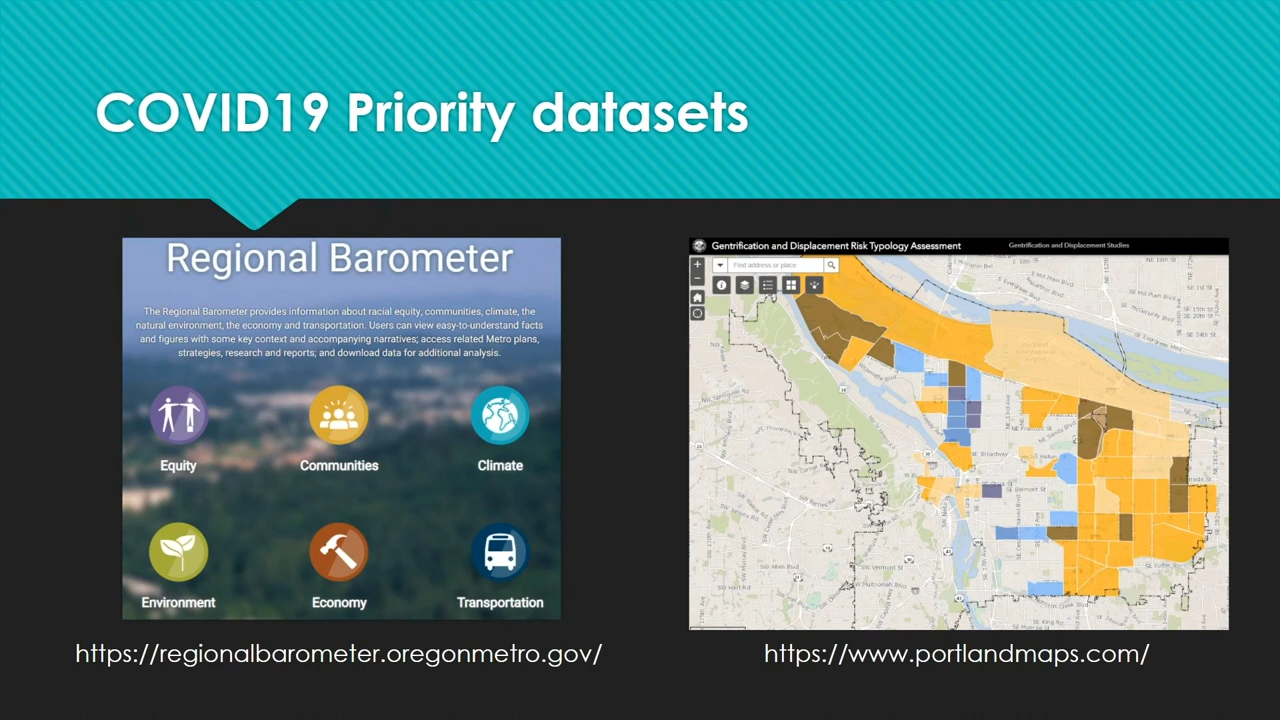 COVID19 Priority datasets
Regional Barometer
The Regional Barometer provides information about racial equity, communities, climate, the
natural environment, the economy and transportation. Users can view easy-to-understand facts
and figures with some key context and accompanying narratives; access related Metro plans,
strategies, research and reports; and download data for additional analysis.
Equity
Communities
Climate
Environment
Economy
Transportation
https://regionalbarometer.oregonmetro.gov/
Gentrification and Displacement Risk Typology Assessment
Gentrification and Displacement Studies
Find address or place
https://www.portlandmaps.com/